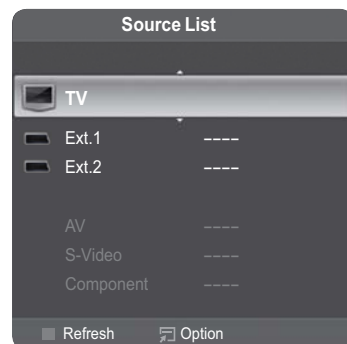 Source List
TV
Ext.1 ----
Ext.2 ----
AV ----
S-Video ----
Component ----
Refresh Option